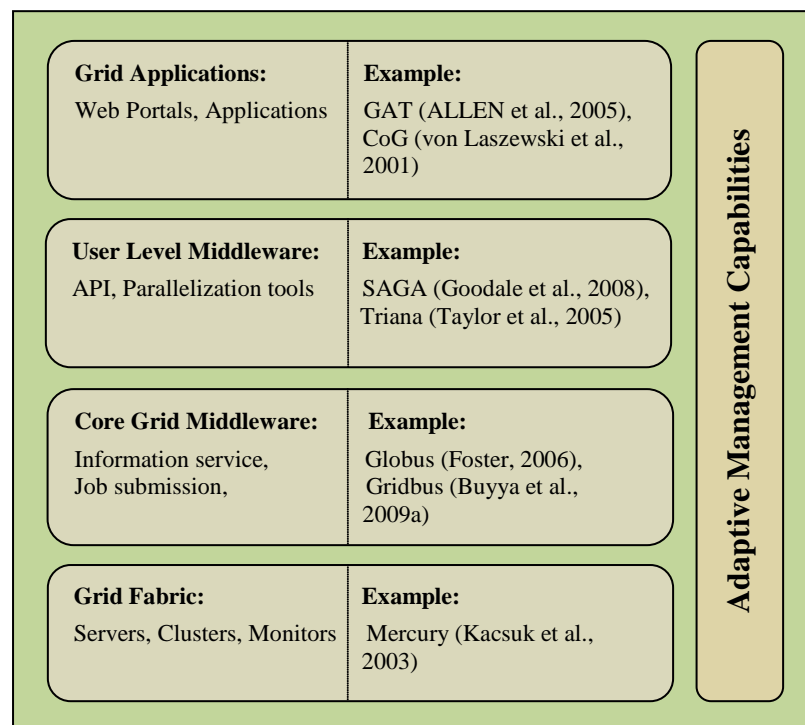 Grid Applications:
Web Portals, Applications
Example:
GAT (ALLEN et al., 2005),
CoG (von Laszewski et al.,
2001)
User Level Middleware:
API, Parallelization tools
Example:
SAGA (Goodale et al., 2008),
Triana (Taylor et al., 2005)
Core Grid Middleware:
Information service,
Job submission,
Example:
Globus (Foster, 2006),
Gridbus (Buyya et al.,
2009a)
Grid Fabric:
Servers, Clusters, Monitors
Example:
Mercury (Kacsuk et al.,
2003)
Adaptive Management Capabilities